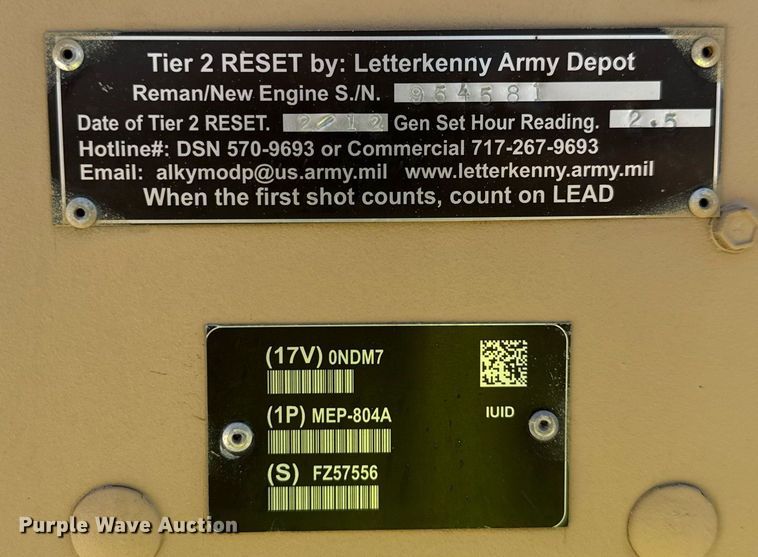 Tier 2 RESET by: Letterkenny Army Depot
Reman/New Engine S./N. 954581
Date of Tier 2 RESET. 2/12 Gen Set Hour Reading. 2.5
Hotline#: DSN 570-9693 or Commercial 717-267-9693
Email: alkymodp@us.army.mil www.letterkenny.army.mil
When the first shot counts, count on LEAD
(17V) 0NDM7
(1P) MEP-804A
IUID
(S) FZ57556
Purple Wave Auction